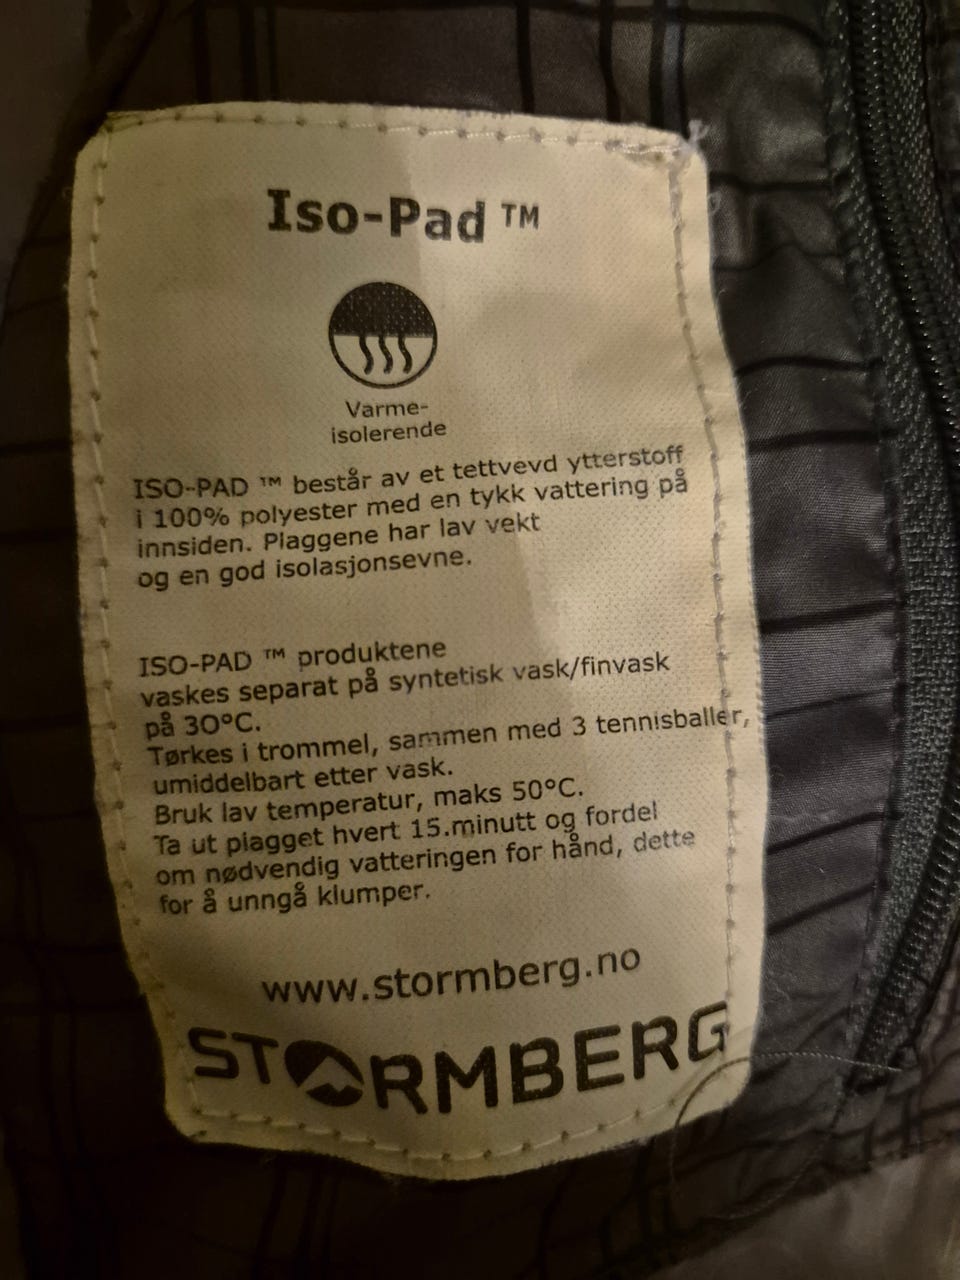 Iso-Pad ™
Varme-
isolerende
ISO-PAD ™ består av et tettvevd ytterstoff
i 100% polyester med en tykk vattering på
innsiden. Plaggene har lav vekt
og en god isolasjonsevne.
ISO-PAD ™ produktene
vaskes separat på syntetisk vask/finvask
på 30°C.
Tørkes i trommel, sammen med 3 tennisballer,
umiddelbart etter vask.
Bruk lav temperatur, maks 50°C.
Ta ut plagget hvert 15.minutt og fordel
om nødvendig vatteringen for hånd, dette
for å unngå klumper.
www.stormberg.no
STORMBERG